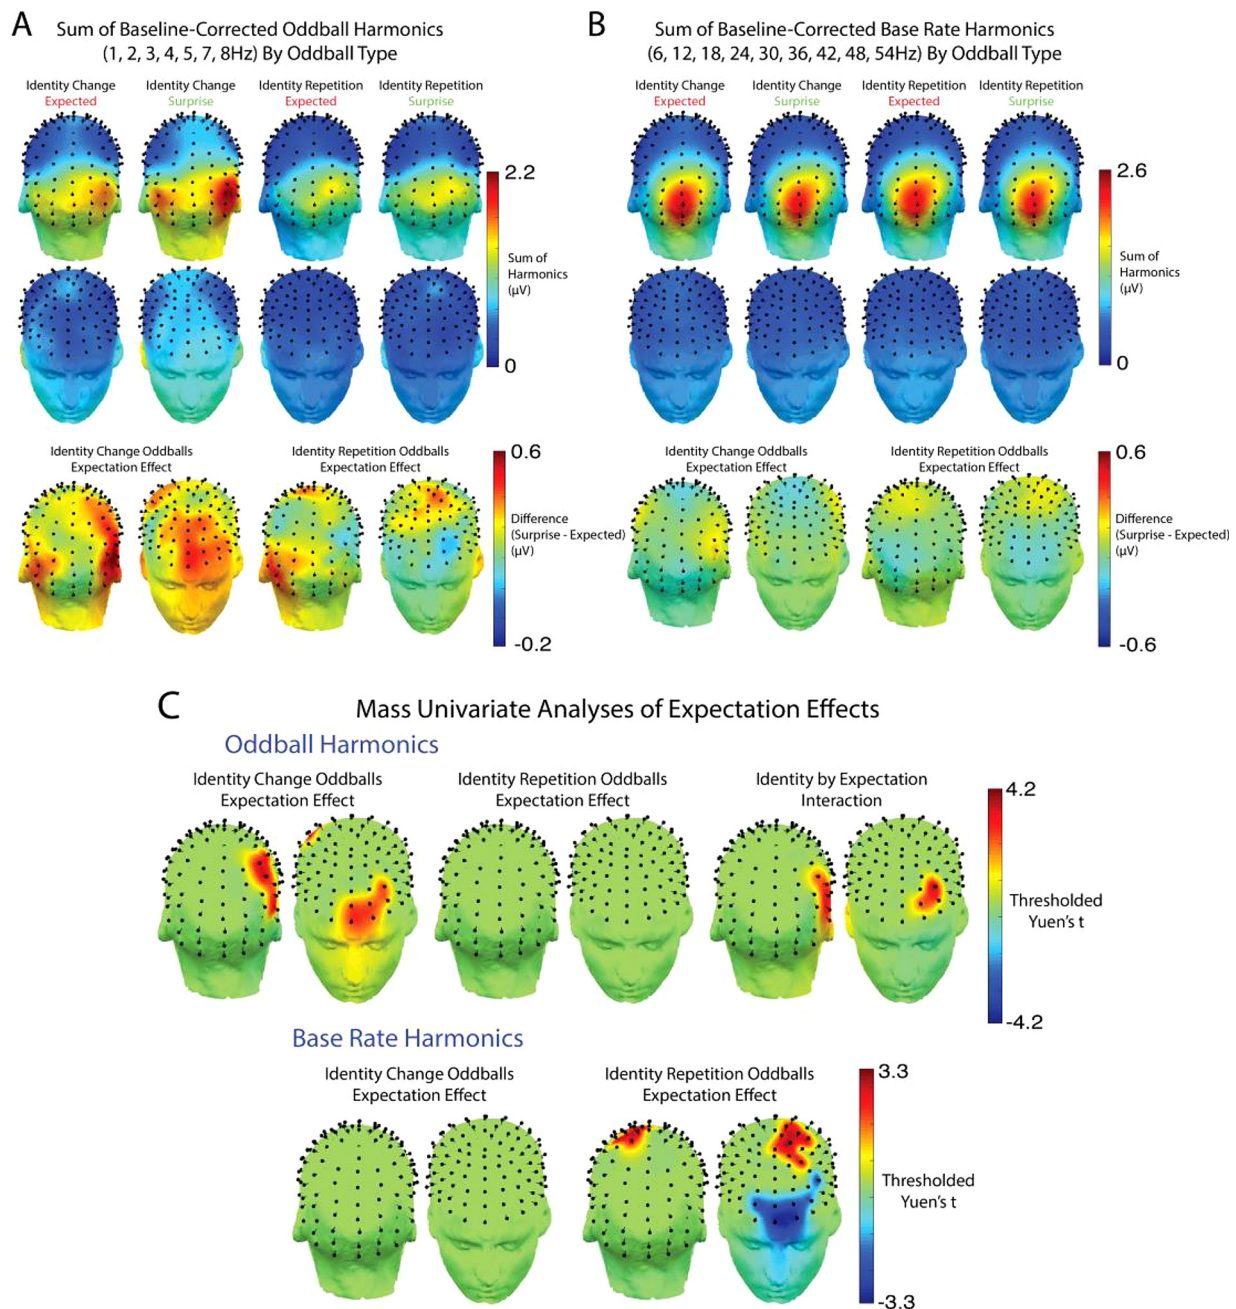 A
Sum of Baseline-Corrected Oddball Harmonics
(1, 2, 3, 4, 5, 7, 8Hz) By Oddball Type
Identity Change
Expected
Identity Change
Surprise
Identity Repetition
Expected
Identity Repetition
Surprise
2.2
Sum of
Harmonics
(μV)
0
Identity Change Oddballs
Expectation Effect
Identity Repetition Oddballs
Expectation Effect
0.6
Difference
(Surprise - Expected)
(μV)
-0.2
B
Sum of Baseline-Corrected Base Rate Harmonics
(6, 12, 18, 24, 30, 36, 42, 48, 54Hz) By Oddball Type
Identity Change
Expected
Identity Change
Surprise
Identity Repetition
Expected
Identity Repetition
Surprise
2.6
Sum of
Harmonics
(μV)
0
Identity Change Oddballs
Expectation Effect
Identity Repetition Oddballs
Expectation Effect
0.6
Difference
(Surprise - Expected)
(μV)
-0.6
C
Mass Univariate Analyses of Expectation Effects
Oddball Harmonics
Identity Change Oddballs
Expectation Effect
Identity Repetition Oddballs
Expectation Effect
Identity by Expectation
Interaction
4.2
Thresholded
Yuen's t
-4.2
Base Rate Harmonics
Identity Change Oddballs
Expectation Effect
Identity Repetition Oddballs
Expectation Effect
3.3
Thresholded
Yuen's t
-3.3